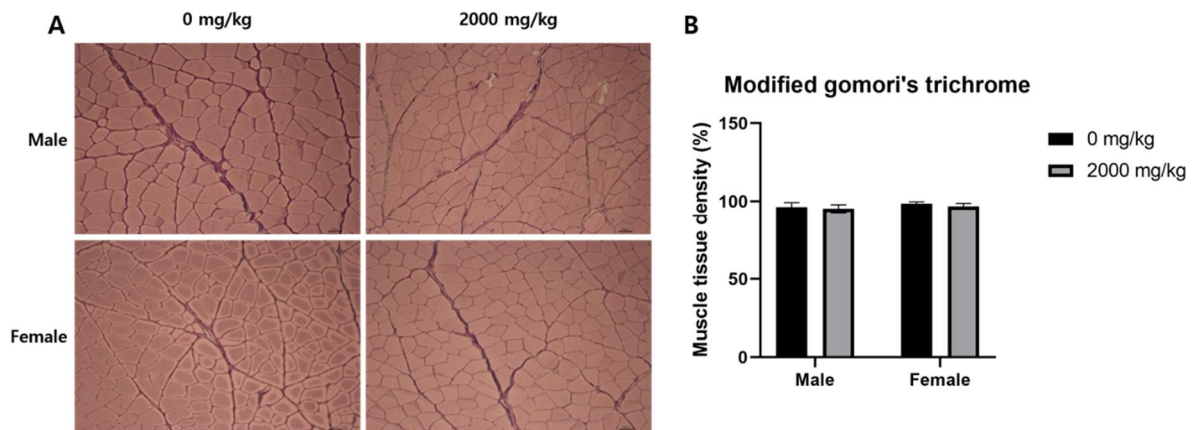 A
0 mg/kg
2000 mg/kg
Male
Female
B
Modified gomori's trichrome
Muscle tissue density (%)
150
100
50
0
Male
Female
0 mg/kg
2000 mg/kg